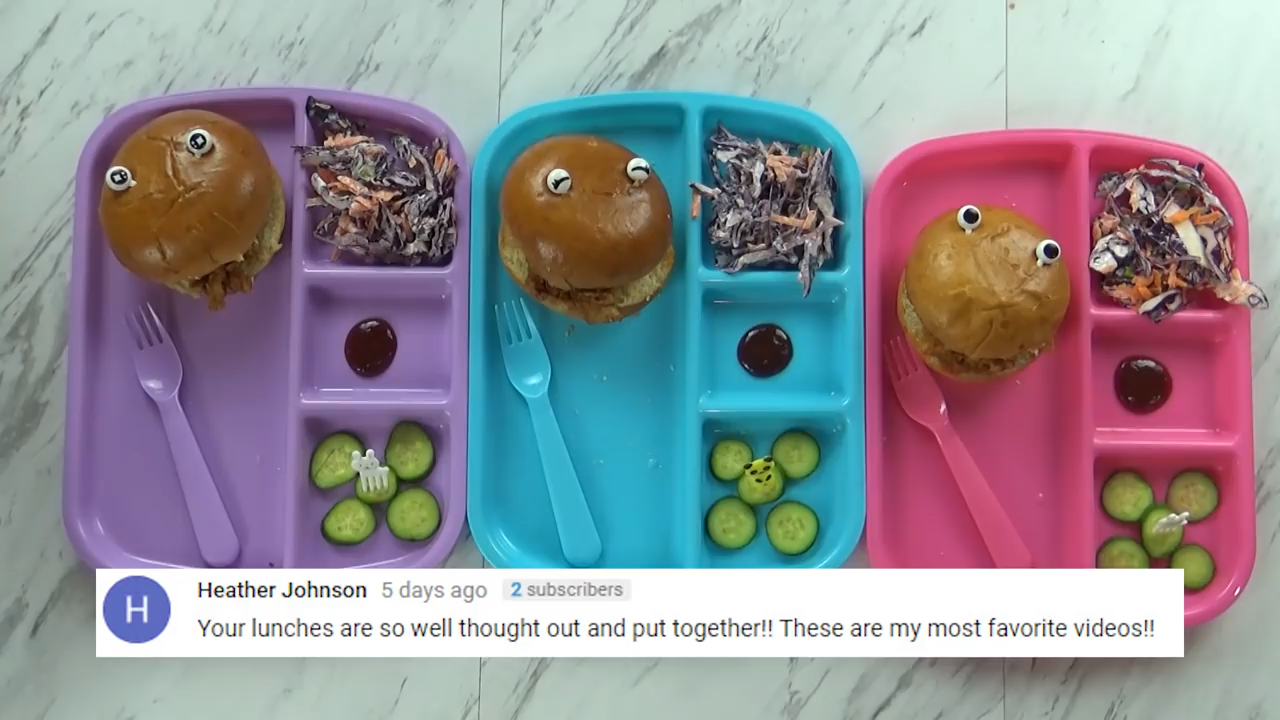 H
Heather Johnson 5 days ago 2 subscribers
Your lunches are so well thought out and put together!! These are my most favorite videos!!